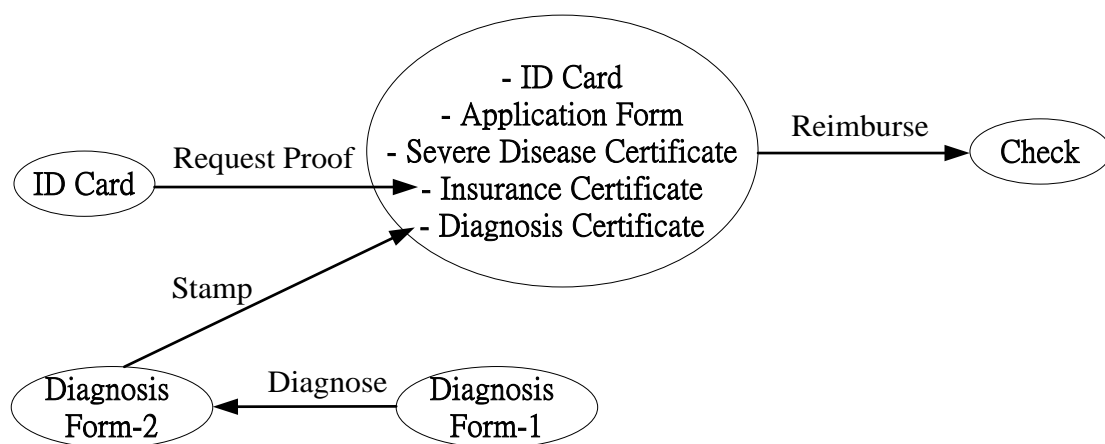 - ID Card
- Application Form
- Severe Disease Certificate
- Insurance Certificate
- Diagnosis Certificate
Reimburse
Check
Request Proof
ID Card
Stamp
Diagnosis
Form-2
Diagnose
Diagnosis
Form-1